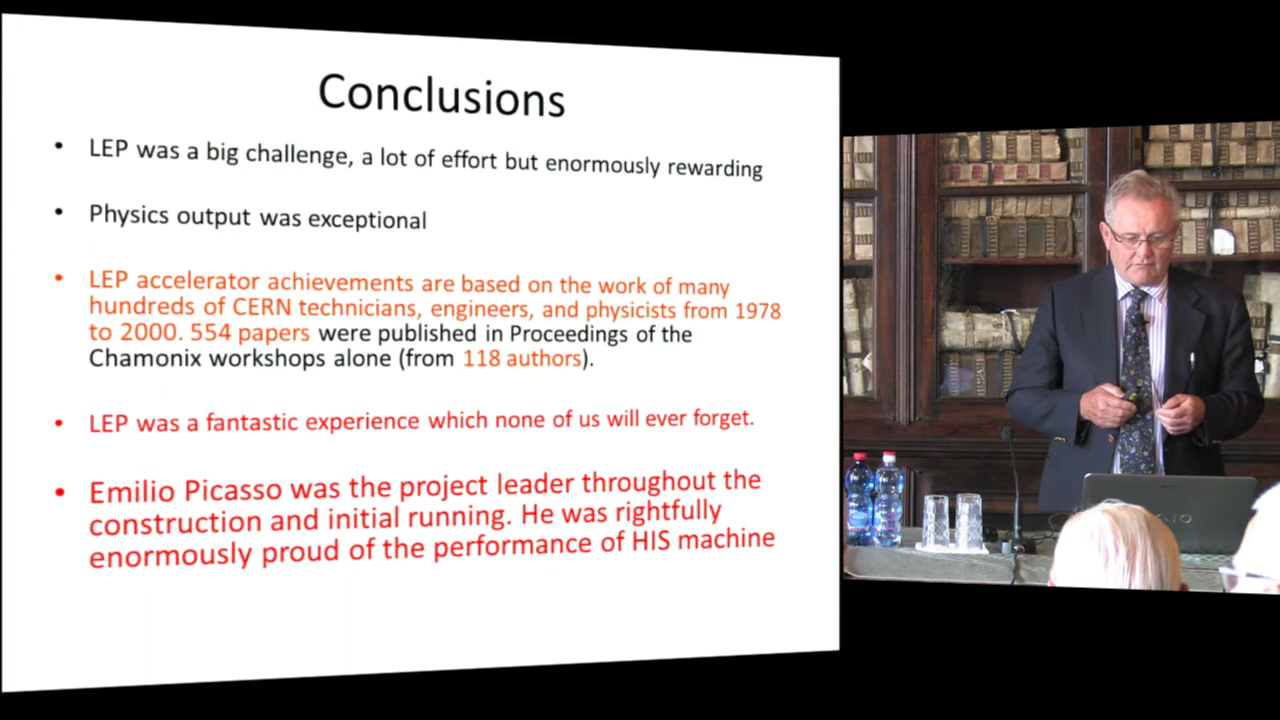 Conclusions
• LEP was a big challenge, a lot of effort but enormously rewarding
• Physics output was exceptional
• LEP accelerator achievements are based on the work of many
hundreds of CERN technicians, engineers, and physicists from 1978
to 2000. 554 papers were published in Proceedings of the
Chamonix workshops alone (from 118 authors).
• LEP was a fantastic experience which none of us will ever forget.
• Emilio Picasso was the project leader throughout the
construction and initial running. He was rightfully
enormously proud of the performance of HIS machine